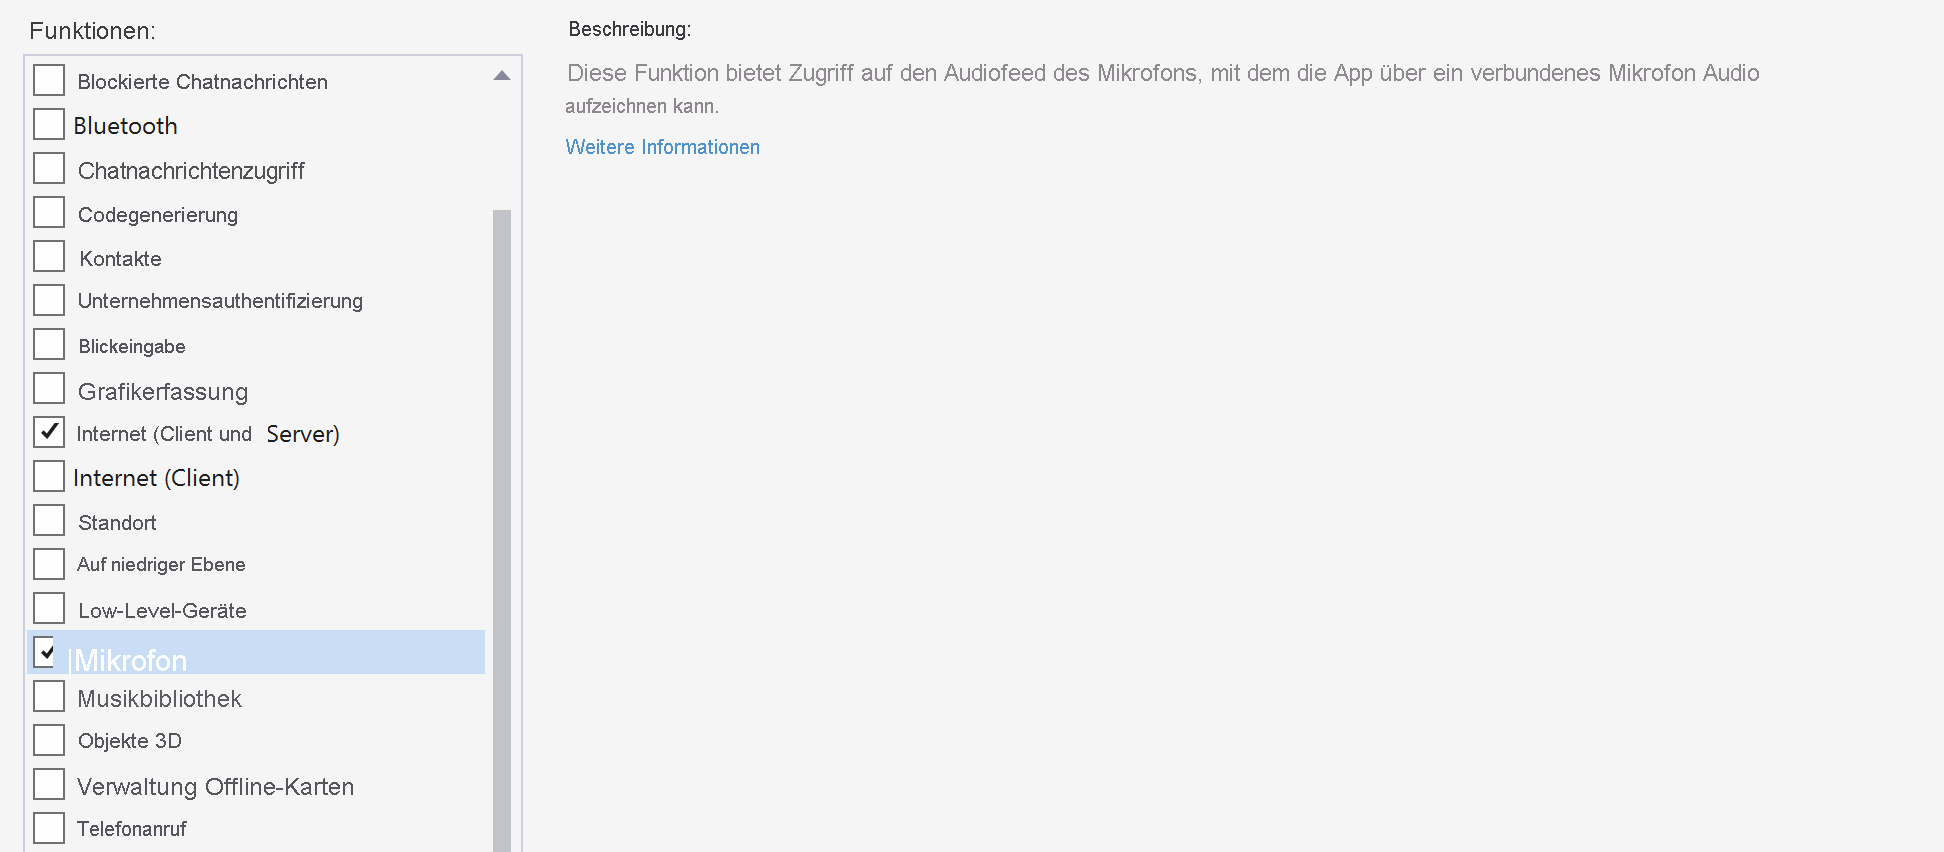 Funktionen:
Blockierte Chatnachrichten
Bluetooth
Chatnachrichtenzugriff
Codegenerierung
Kontakte
Unternehmensauthentifizierung
Blickeingabe
Grafikerfassung
Internet (Client und Server)
Internet (Client)
Standort
Auf niedriger Ebene
Low-Level-Geräte
Mikrofon
Musikbibliothek
Objekte 3D
Verwaltung Offline-Karten
Telefonanruf
Beschreibung:
Diese Funktion bietet Zugriff auf den Audiofeed des Mikrofons, mit dem die App über ein verbundenes Mikrofon Audio
aufzeichnen kann.
Weitere Informationen